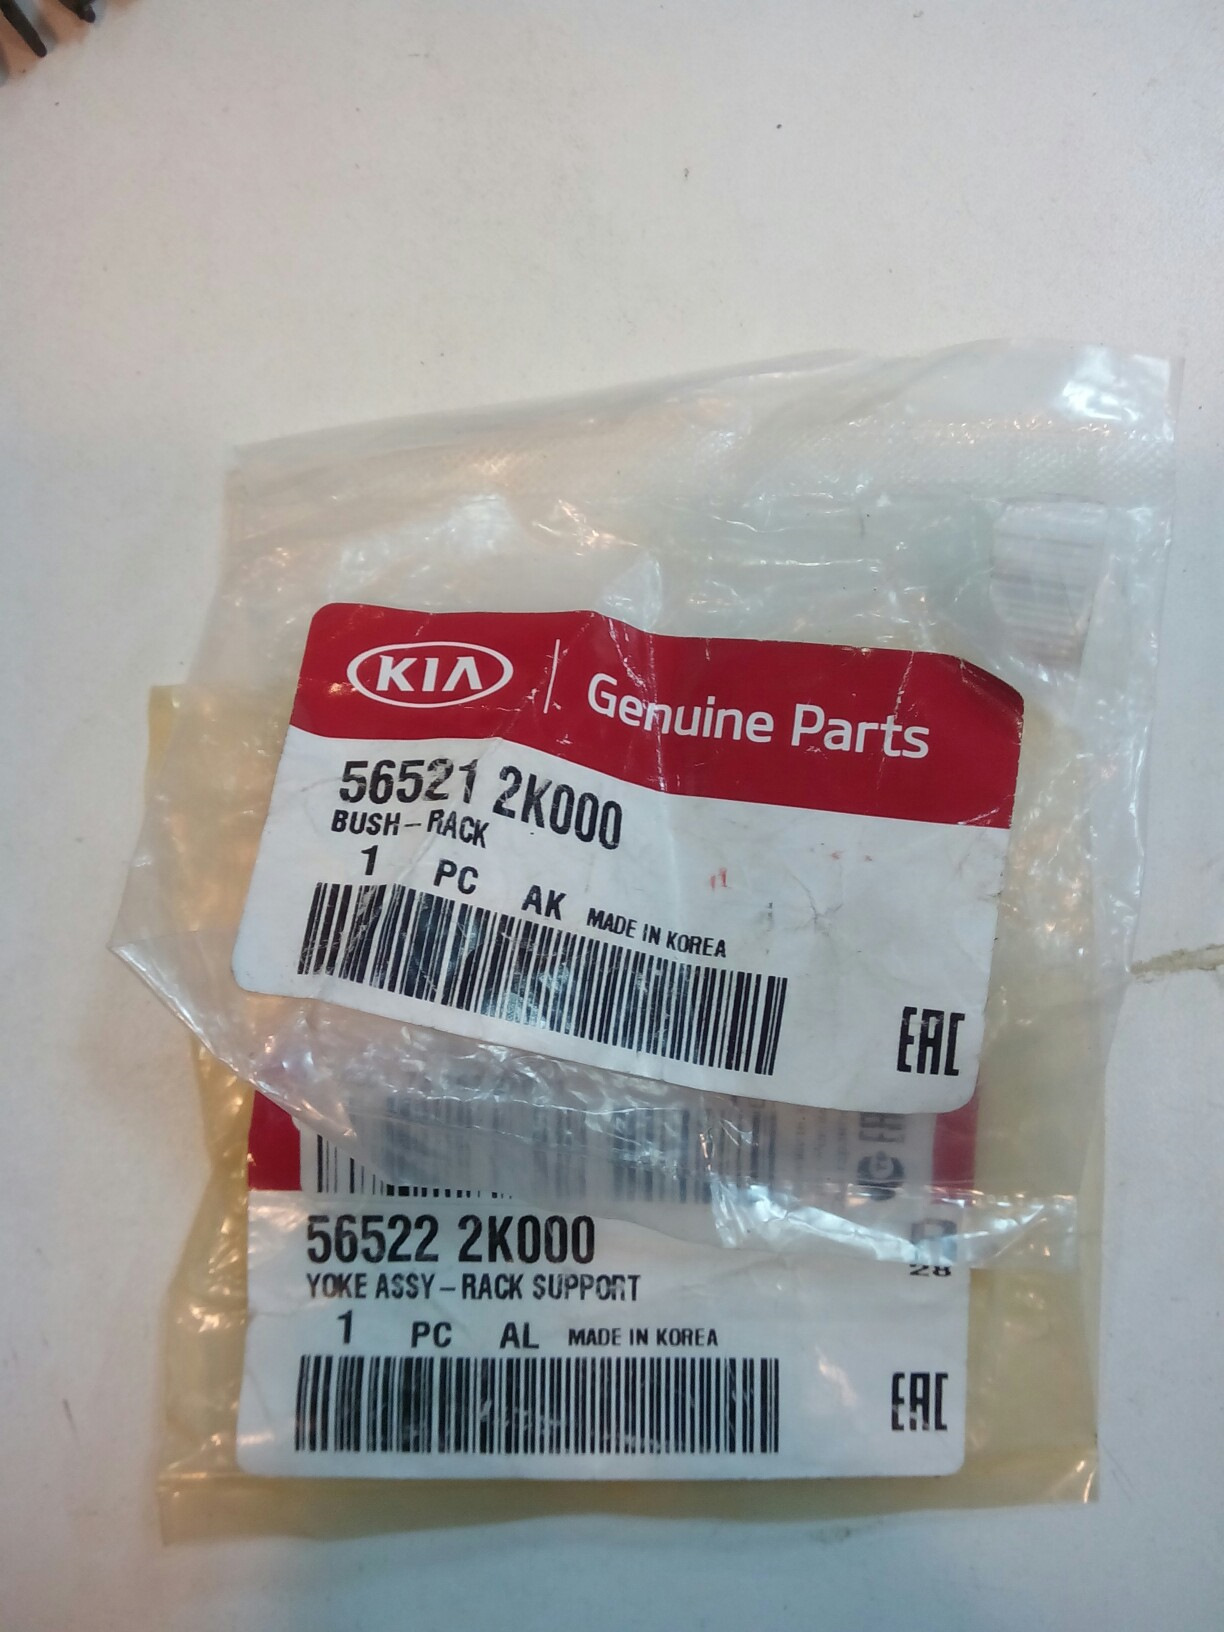 KIA Genuine Parts
56521 2K000
BUSH-RACK
1 PC AK MADE IN KOREA
EAC
28
56522 2K000
YOKE ASSY-RACK SUPPORT
1 PC AL MADE IN KOREA
EAC